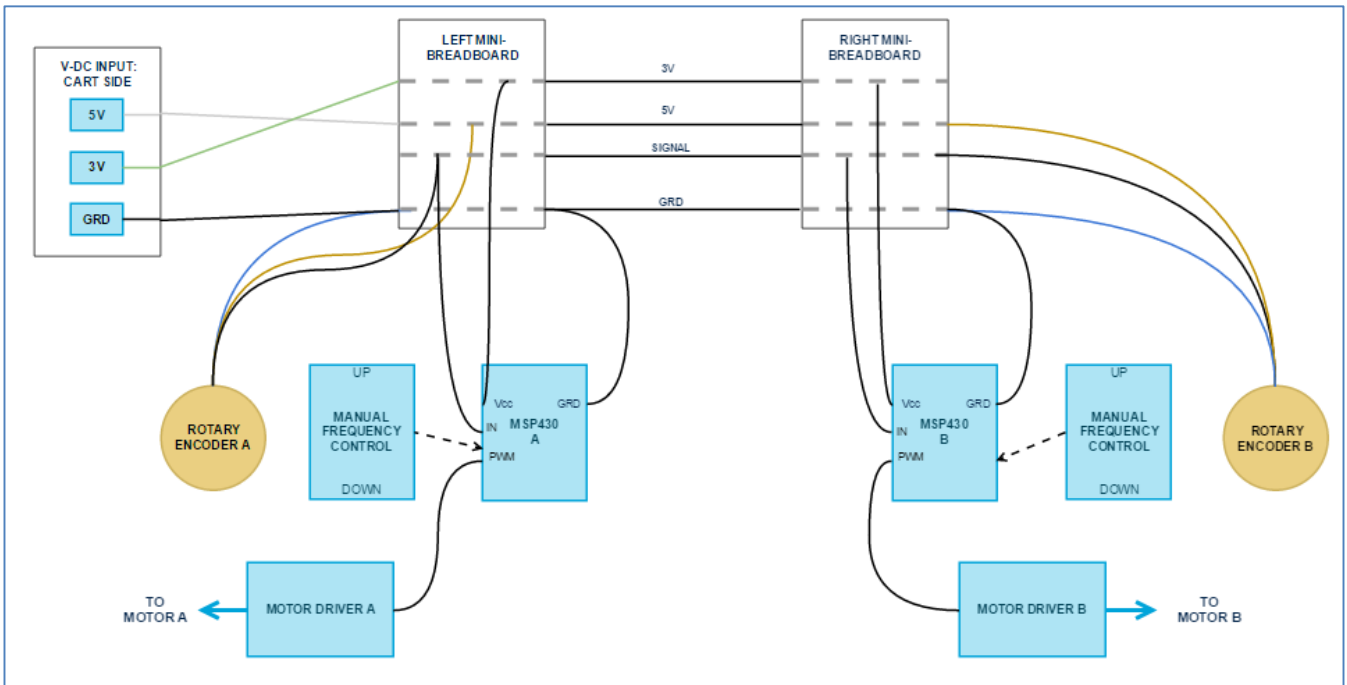 V-DC INPUT:
CART SIDE
5V
3V
GRD
LEFT MINI-
BREADBOARD
3V
5V
SIGNAL
GRD
RIGHT MINI-
BREADBOARD
ROTARY
ENCODER A
UP
MANUAL
FREQUENCY
CONTROL
DOWN
Vcc
GRD
IN
MSP430
A
PWM
Vcc
GRD
IN
MSP430
B
PWM
UP
MANUAL
FREQUENCY
CONTROL
DOWN
ROTARY
ENCODER B
TO
MOTOR A
MOTOR DRIVER A
MOTOR DRIVER B
TO
MOTOR B